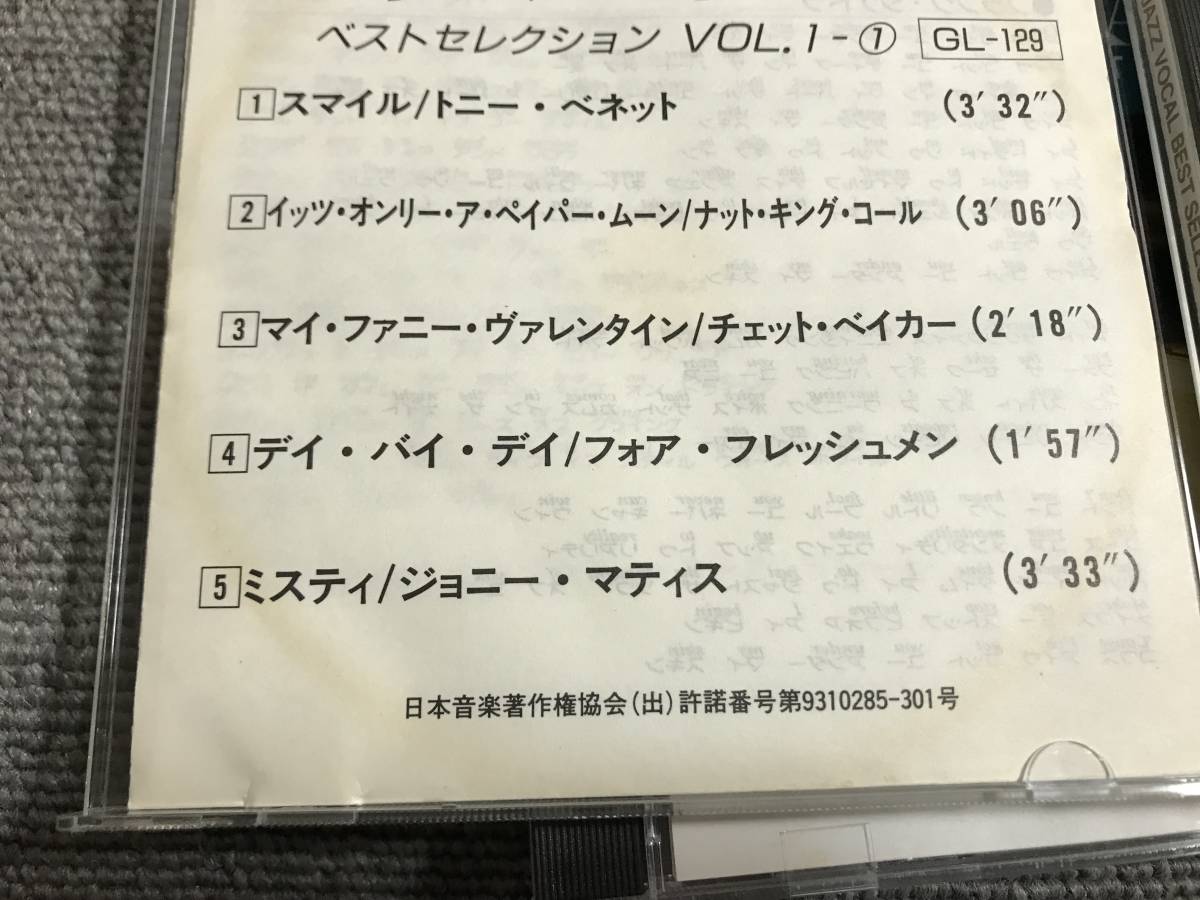 ベストセレクション VOL.1-① GL-129
1 スマイル/トニー・ベネット (3′32″)
2 イッツ・オンリー・ア・ペイパー・ムーン/ナット・キング・コール (3′06″)
3 マイ・ファニー・ヴァレンタイン/チェット・ベイカー (2′18″)
4 デイ・バイ・デイ/フォア・フレッシュメン (1′57″)
5 ミスティ/ジョニー・マティス (3′33″)
日本音楽著作権協会(出)許諾番号第9310285-301号
JAZZ VOCAL BEST